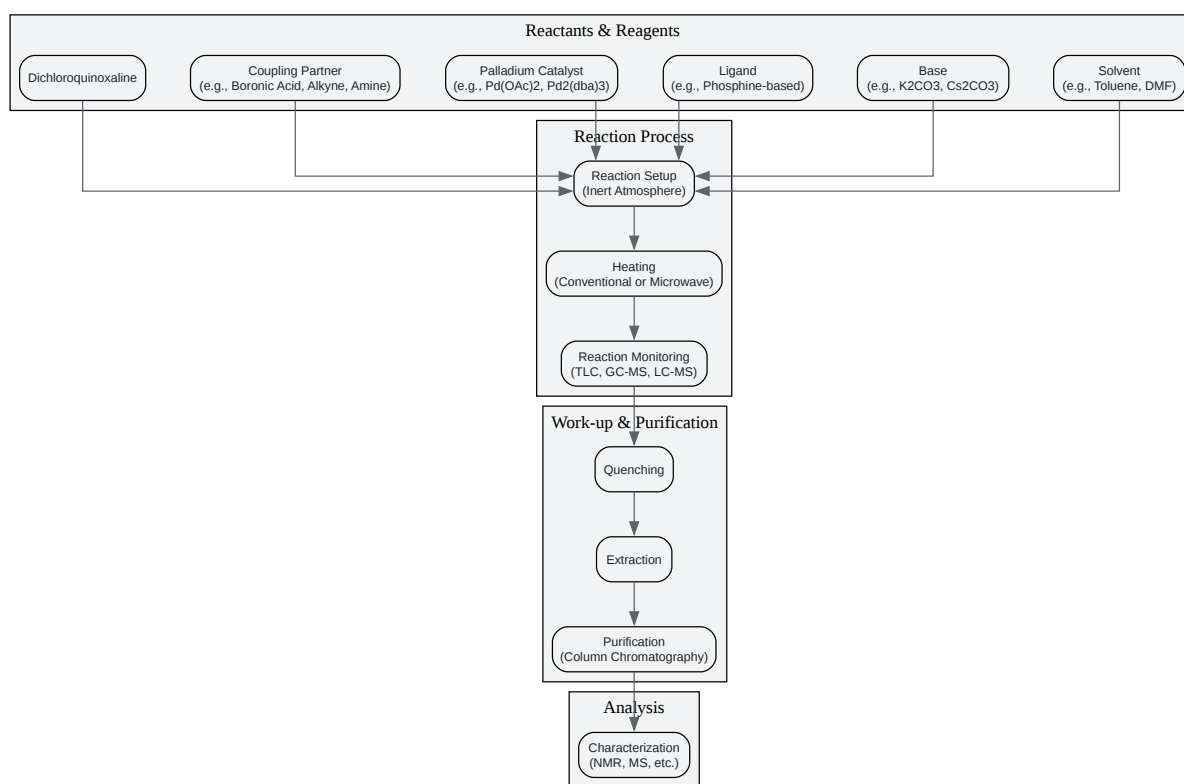 Reactants & Reagents
Dichloroquinoxaline
Coupling Partner
(e.g., Boronic Acid, Alkyne, Amine)
Palladium Catalyst
(e.g., Pd(OAc)2, Pd2(dba)3)
Ligand
(e.g., Phosphine-based)
Base
(e.g., K2CO3, Cs2CO3)
Solvent
(e.g., Toluene, DMF)
Reaction Process
Reaction Setup
(Inert Atmosphere)
Heating
(Conventional or Microwave)
Reaction Monitoring
(TLC, GC-MS, LC-MS)
Work-up & Purification
Quenching
Extraction
Purification
(Column Chromatography)
Analysis
Characterization
(NMR, MS, etc.)